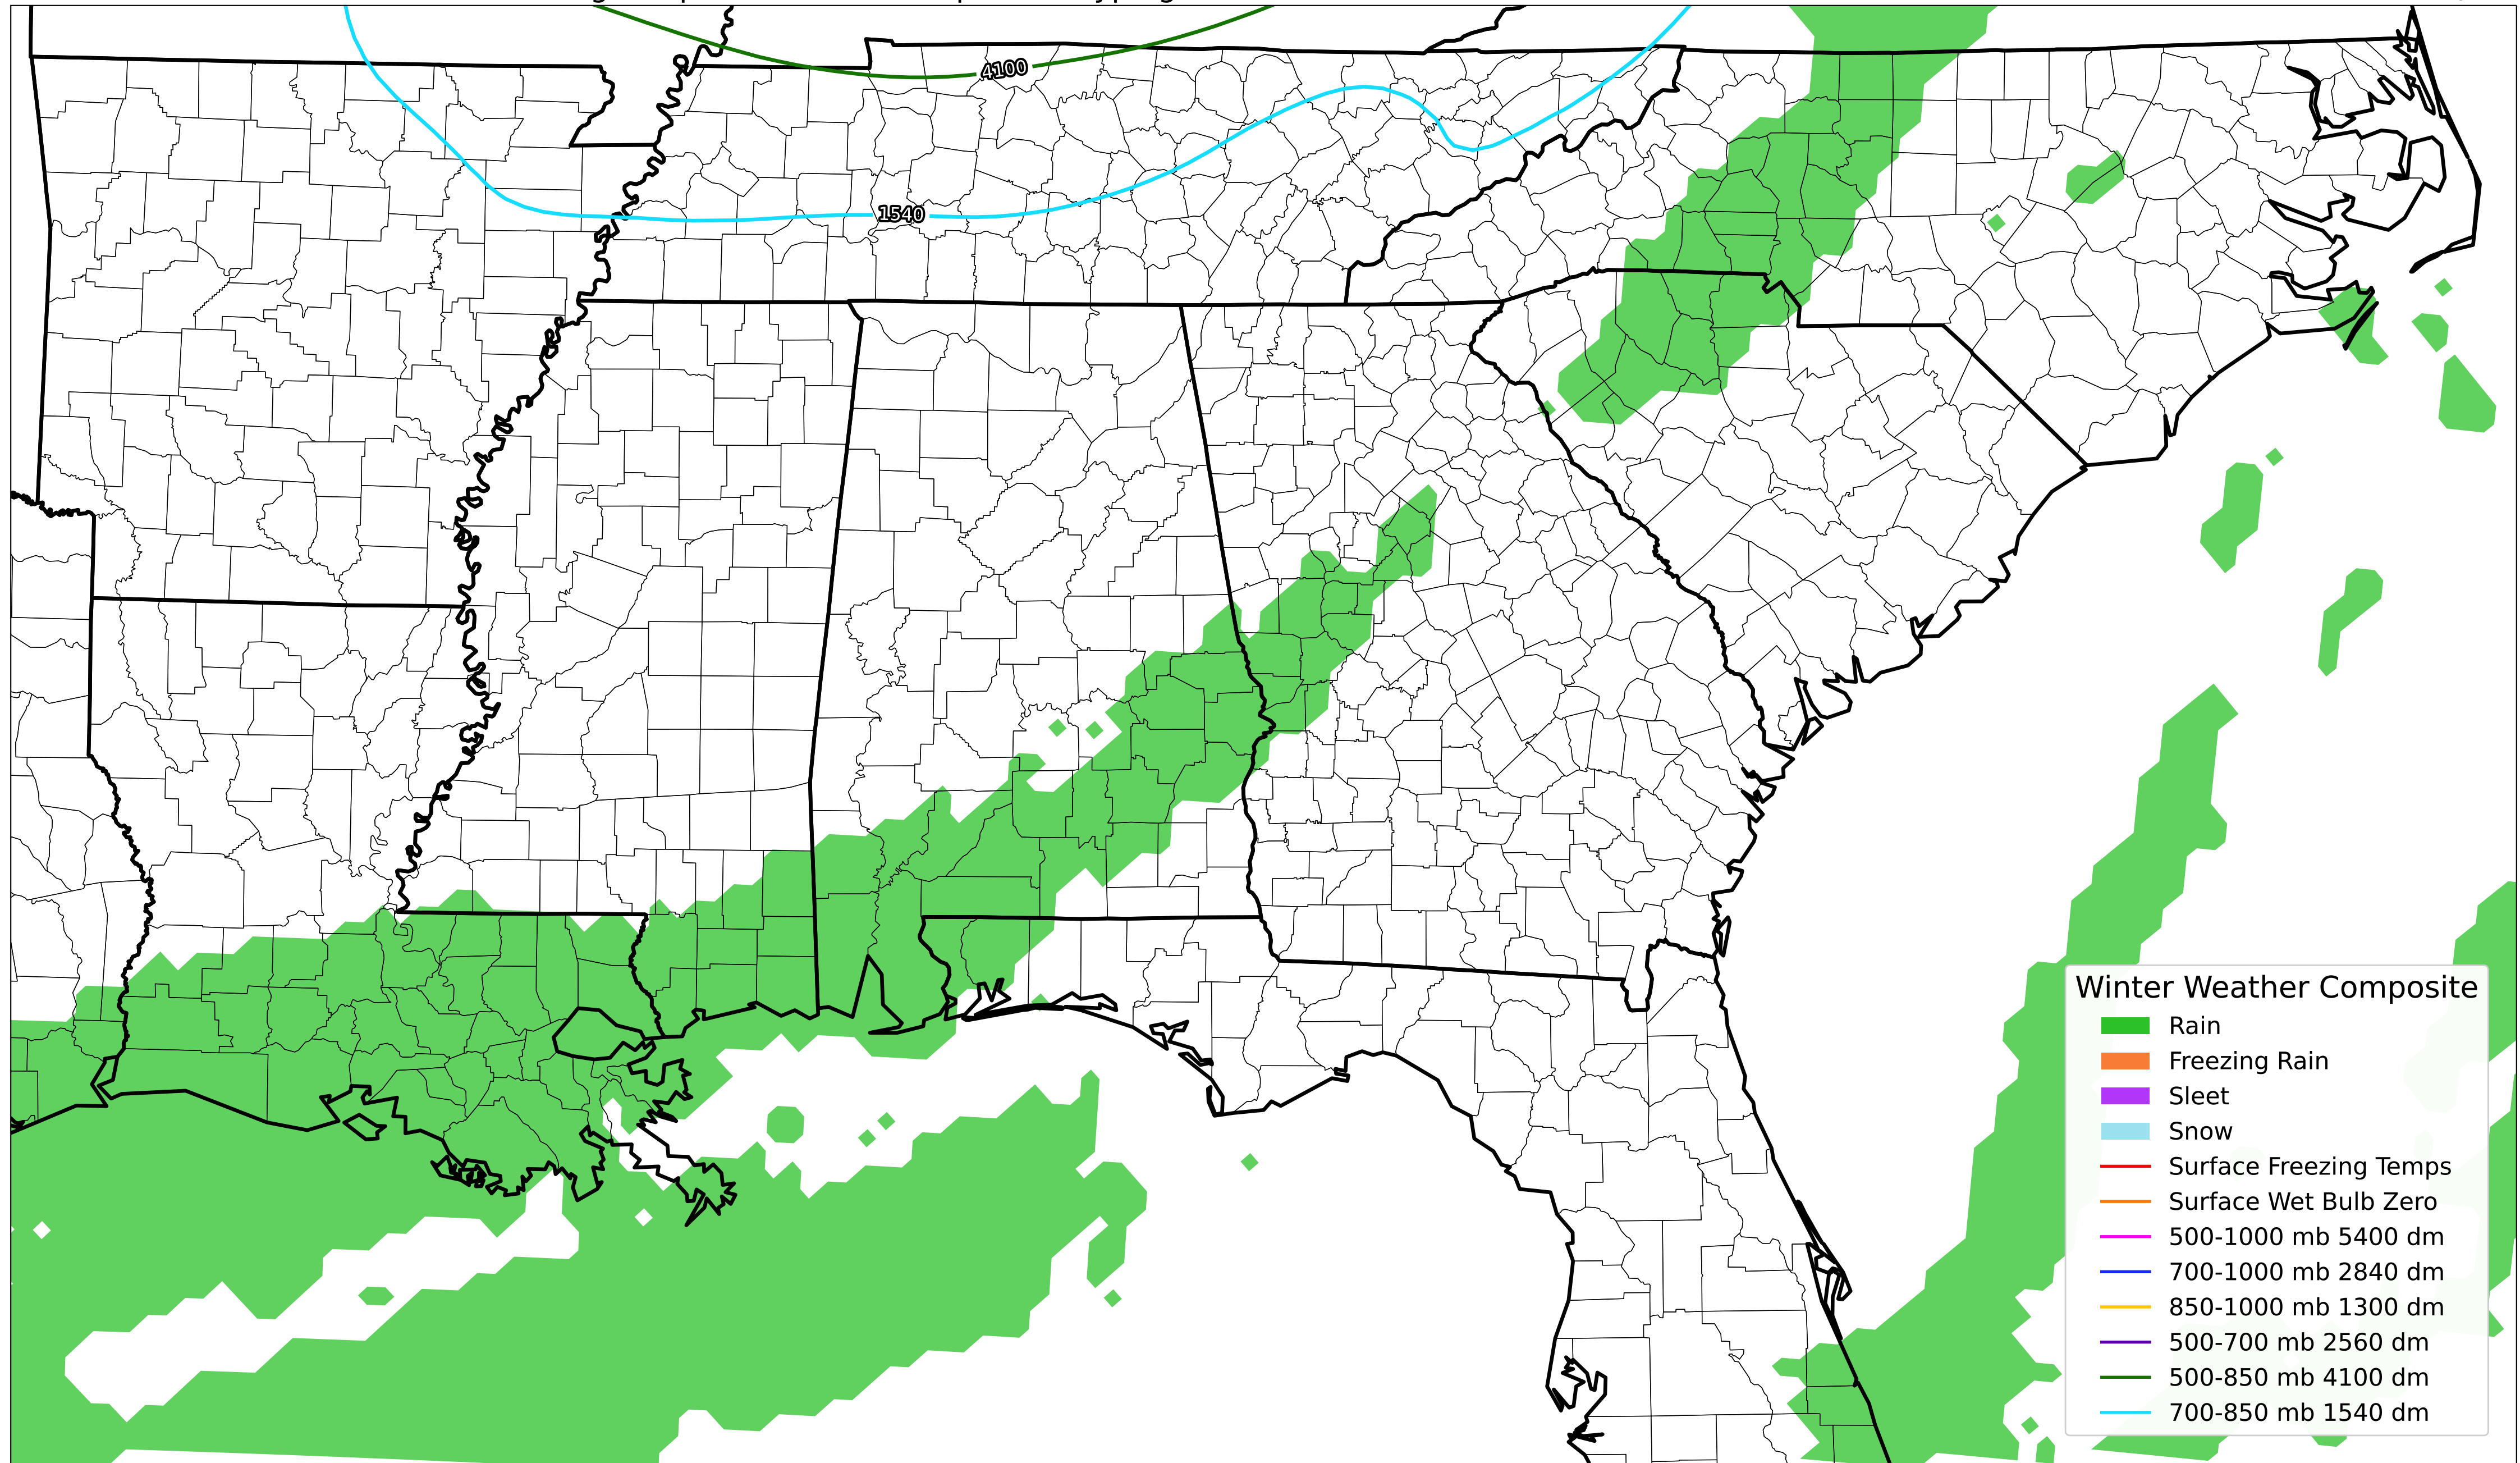 4100
1540
Winter Weather Composite
Rain
Freezing Rain
Sleet
Snow
Surface Freezing Temps
Surface Wet Bulb Zero
500-1000 mb 5400 dm
700-1000 mb 2840 dm
850-1000 mb 1300 dm
500-700 mb 2560 dm
500-850 mb 4100 dm
700-850 mb 1540 dm